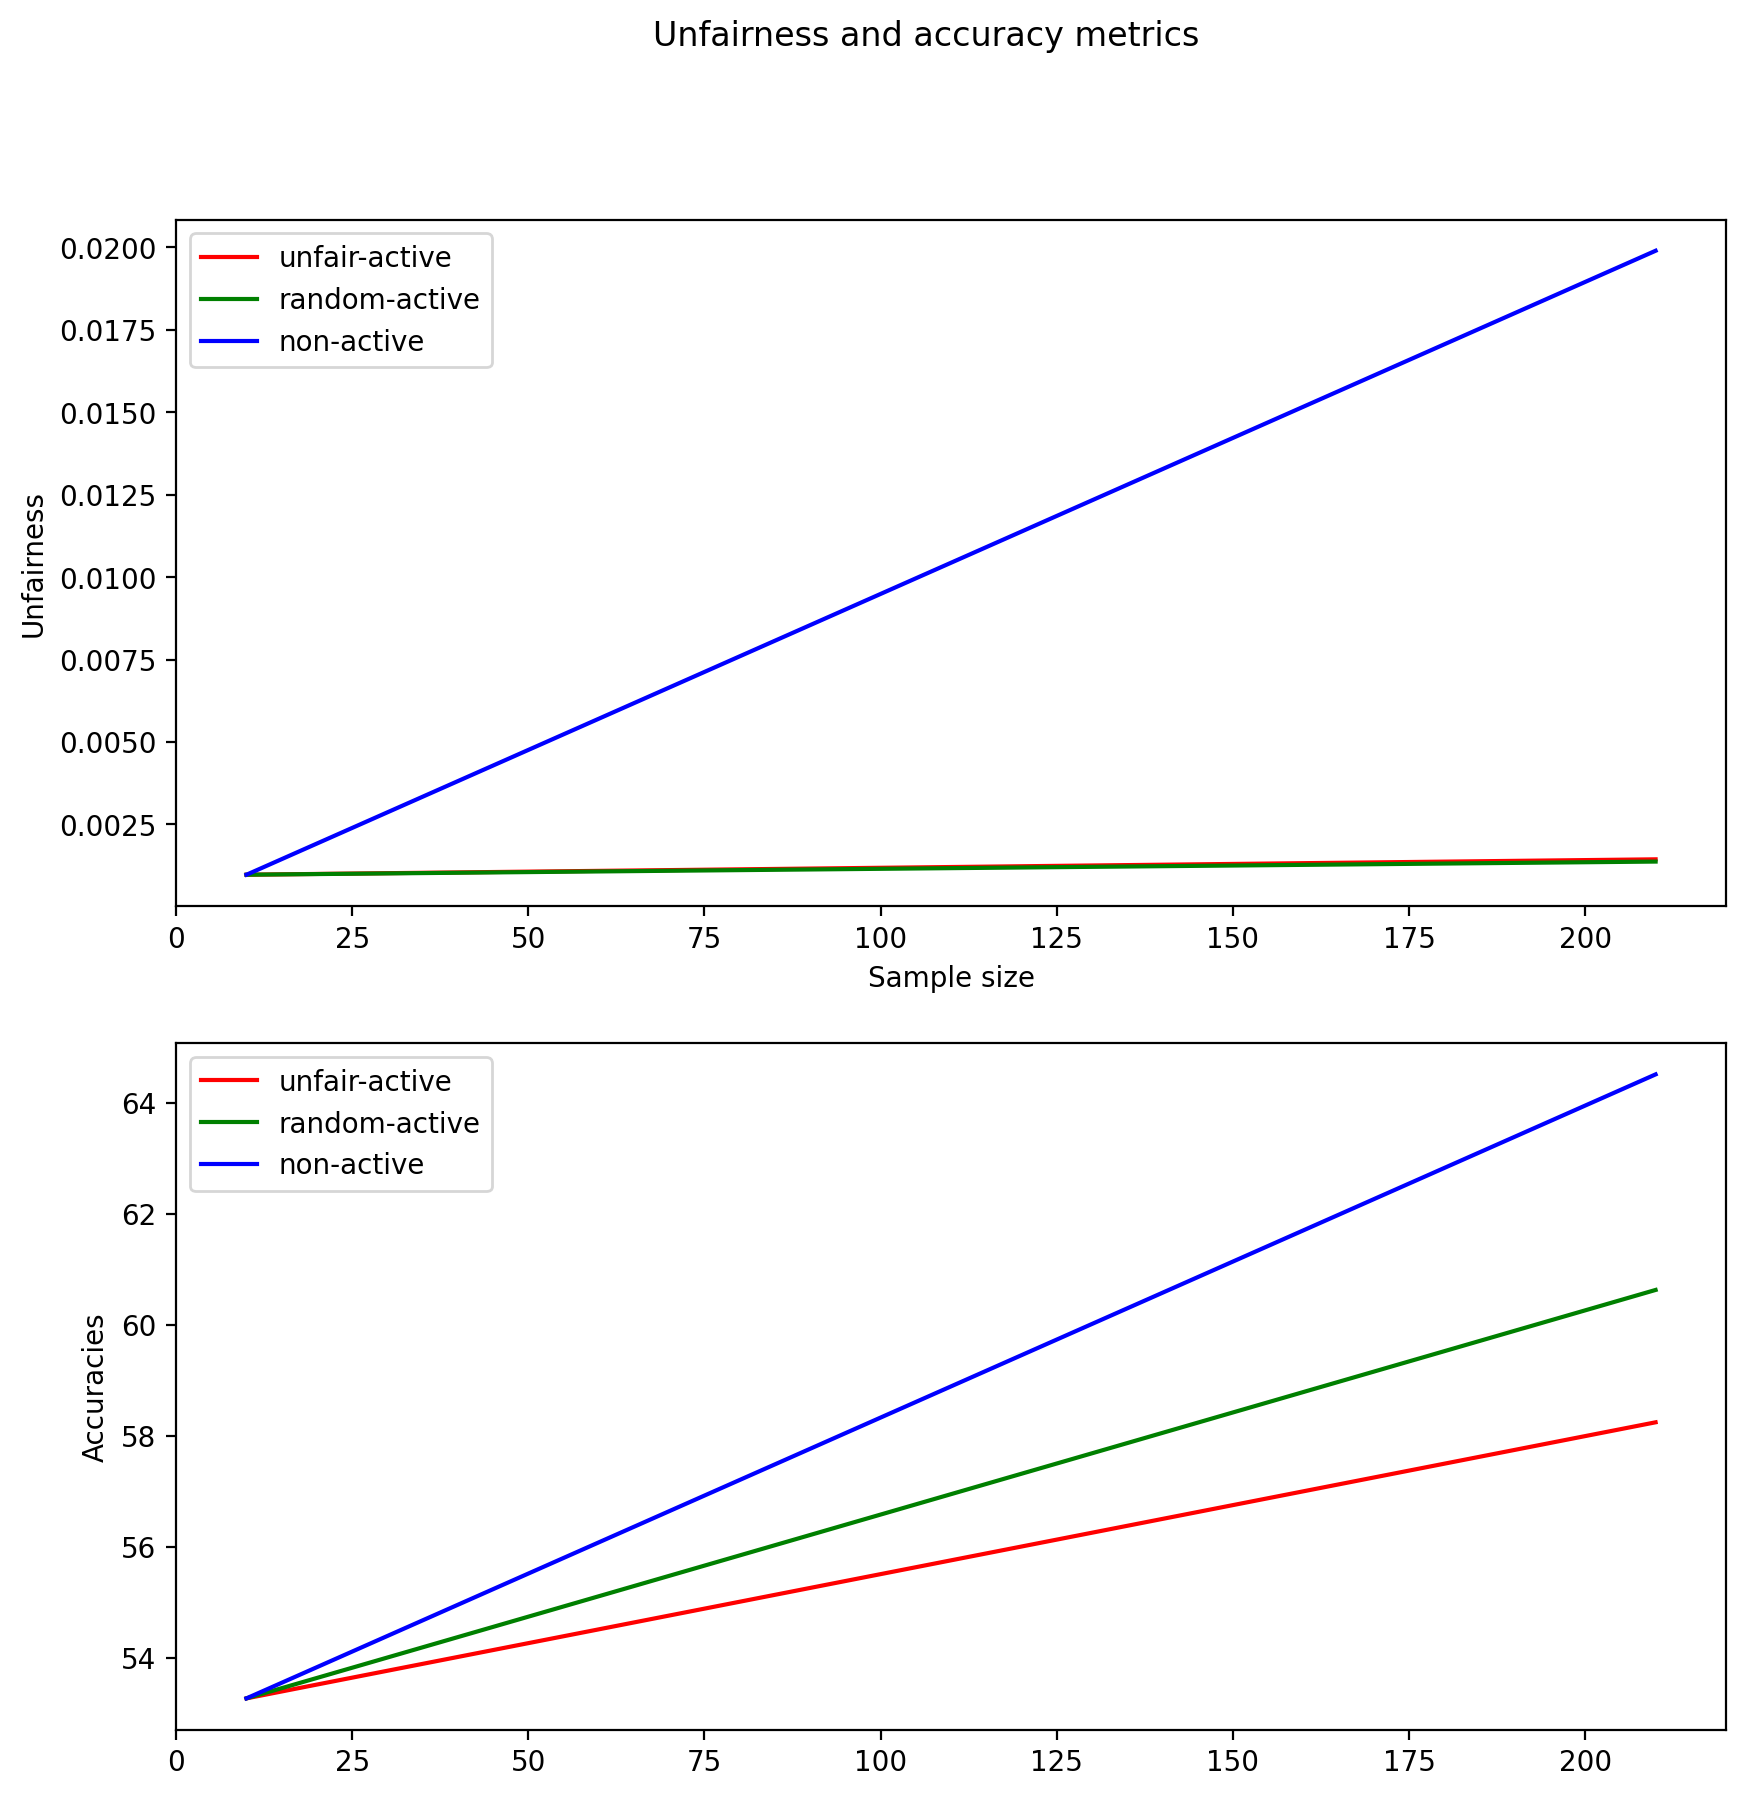 Unfairness and accuracy metrics
unfair-active
random-active
non-active
0.0200
0.0175
0.0150
0.0125
0.0100
0.0075
0.0050
0.0025
Unfairness
0 25 50 75 100 125 150 175 200
Sample size
unfair-active
random-active
non-active
64
62
60
58
56
54
Accuracies
0 25 50 75 100 125 150 175 200